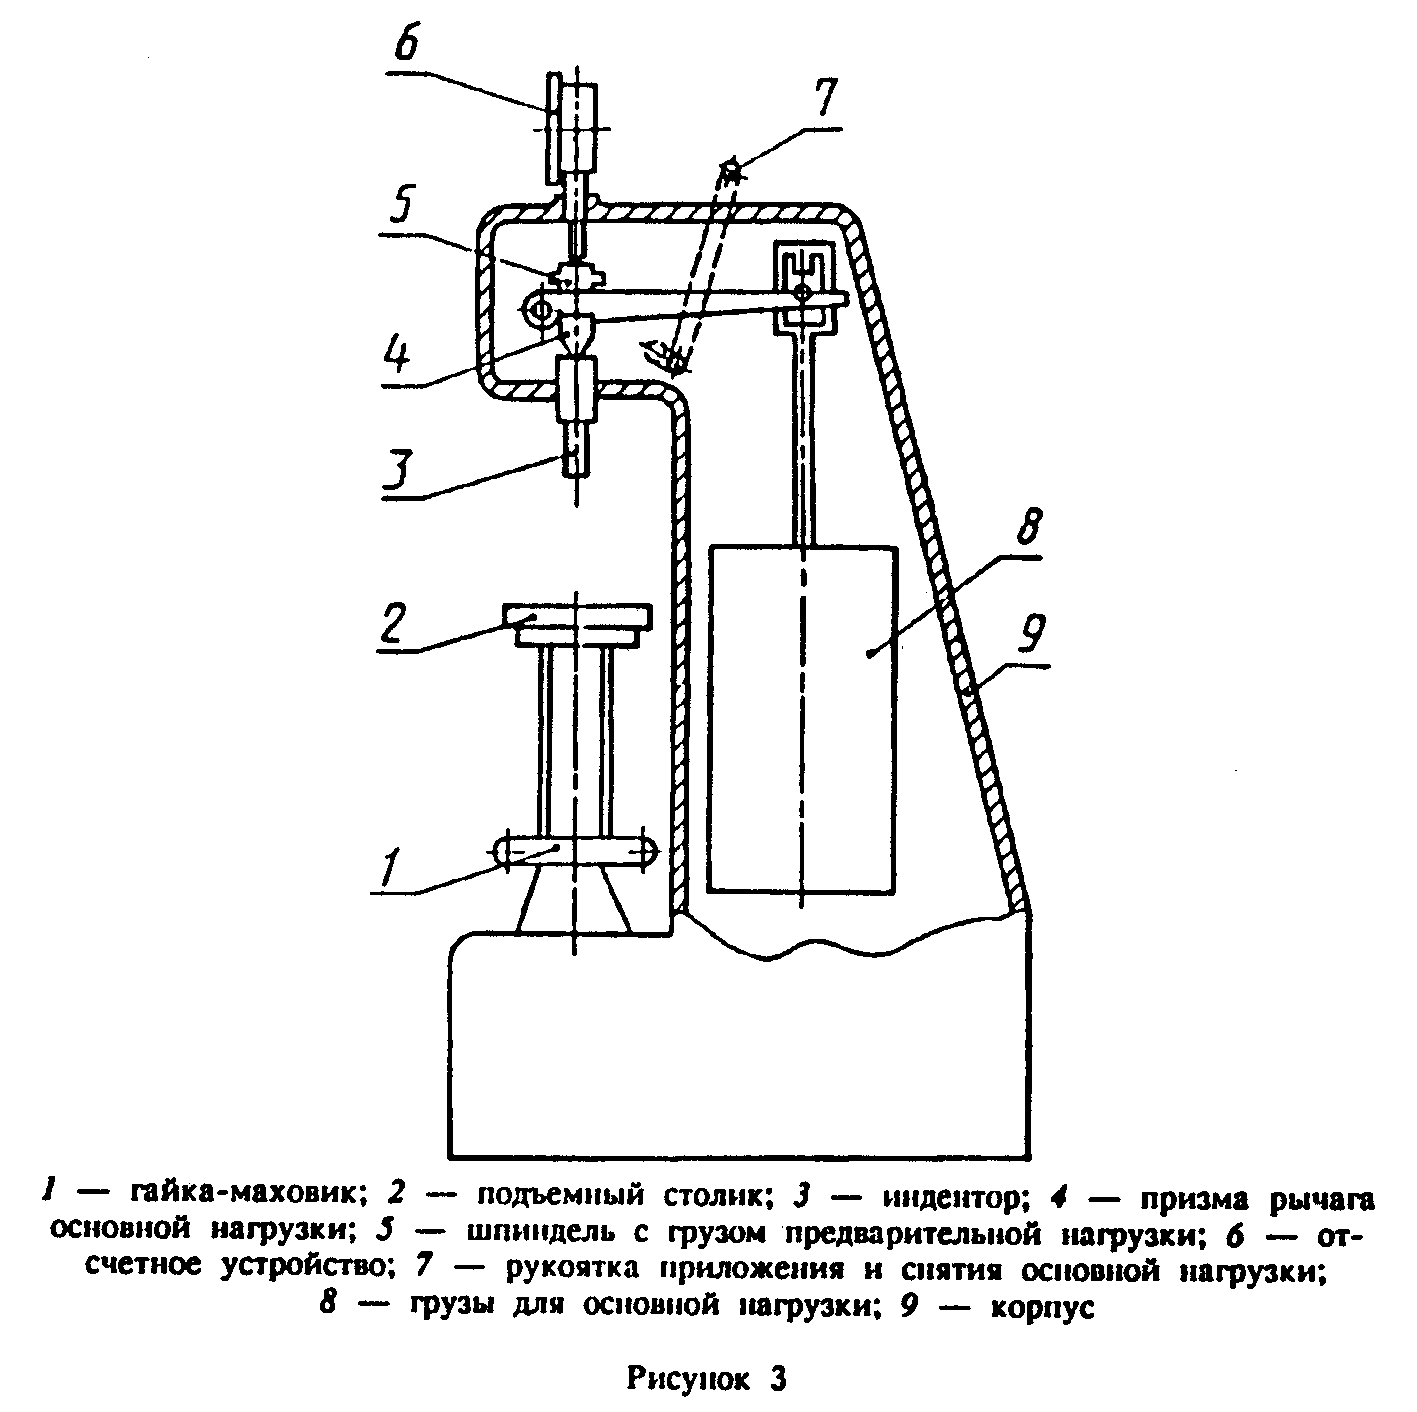 6
7
5
4
3
8
2
9
1
1 — гайка-маховик; 2 — подъемный столик; 3 — индентор; 4 — призма рычага
основной нагрузки; 5 — шпиндель с грузом предварительной нагрузки; 6 — от-
счетное устройство; 7 — рукоятка приложения и снятия основной нагрузки;
8 — грузы для основной нагрузки; 9 — корпус
Рисунок 3